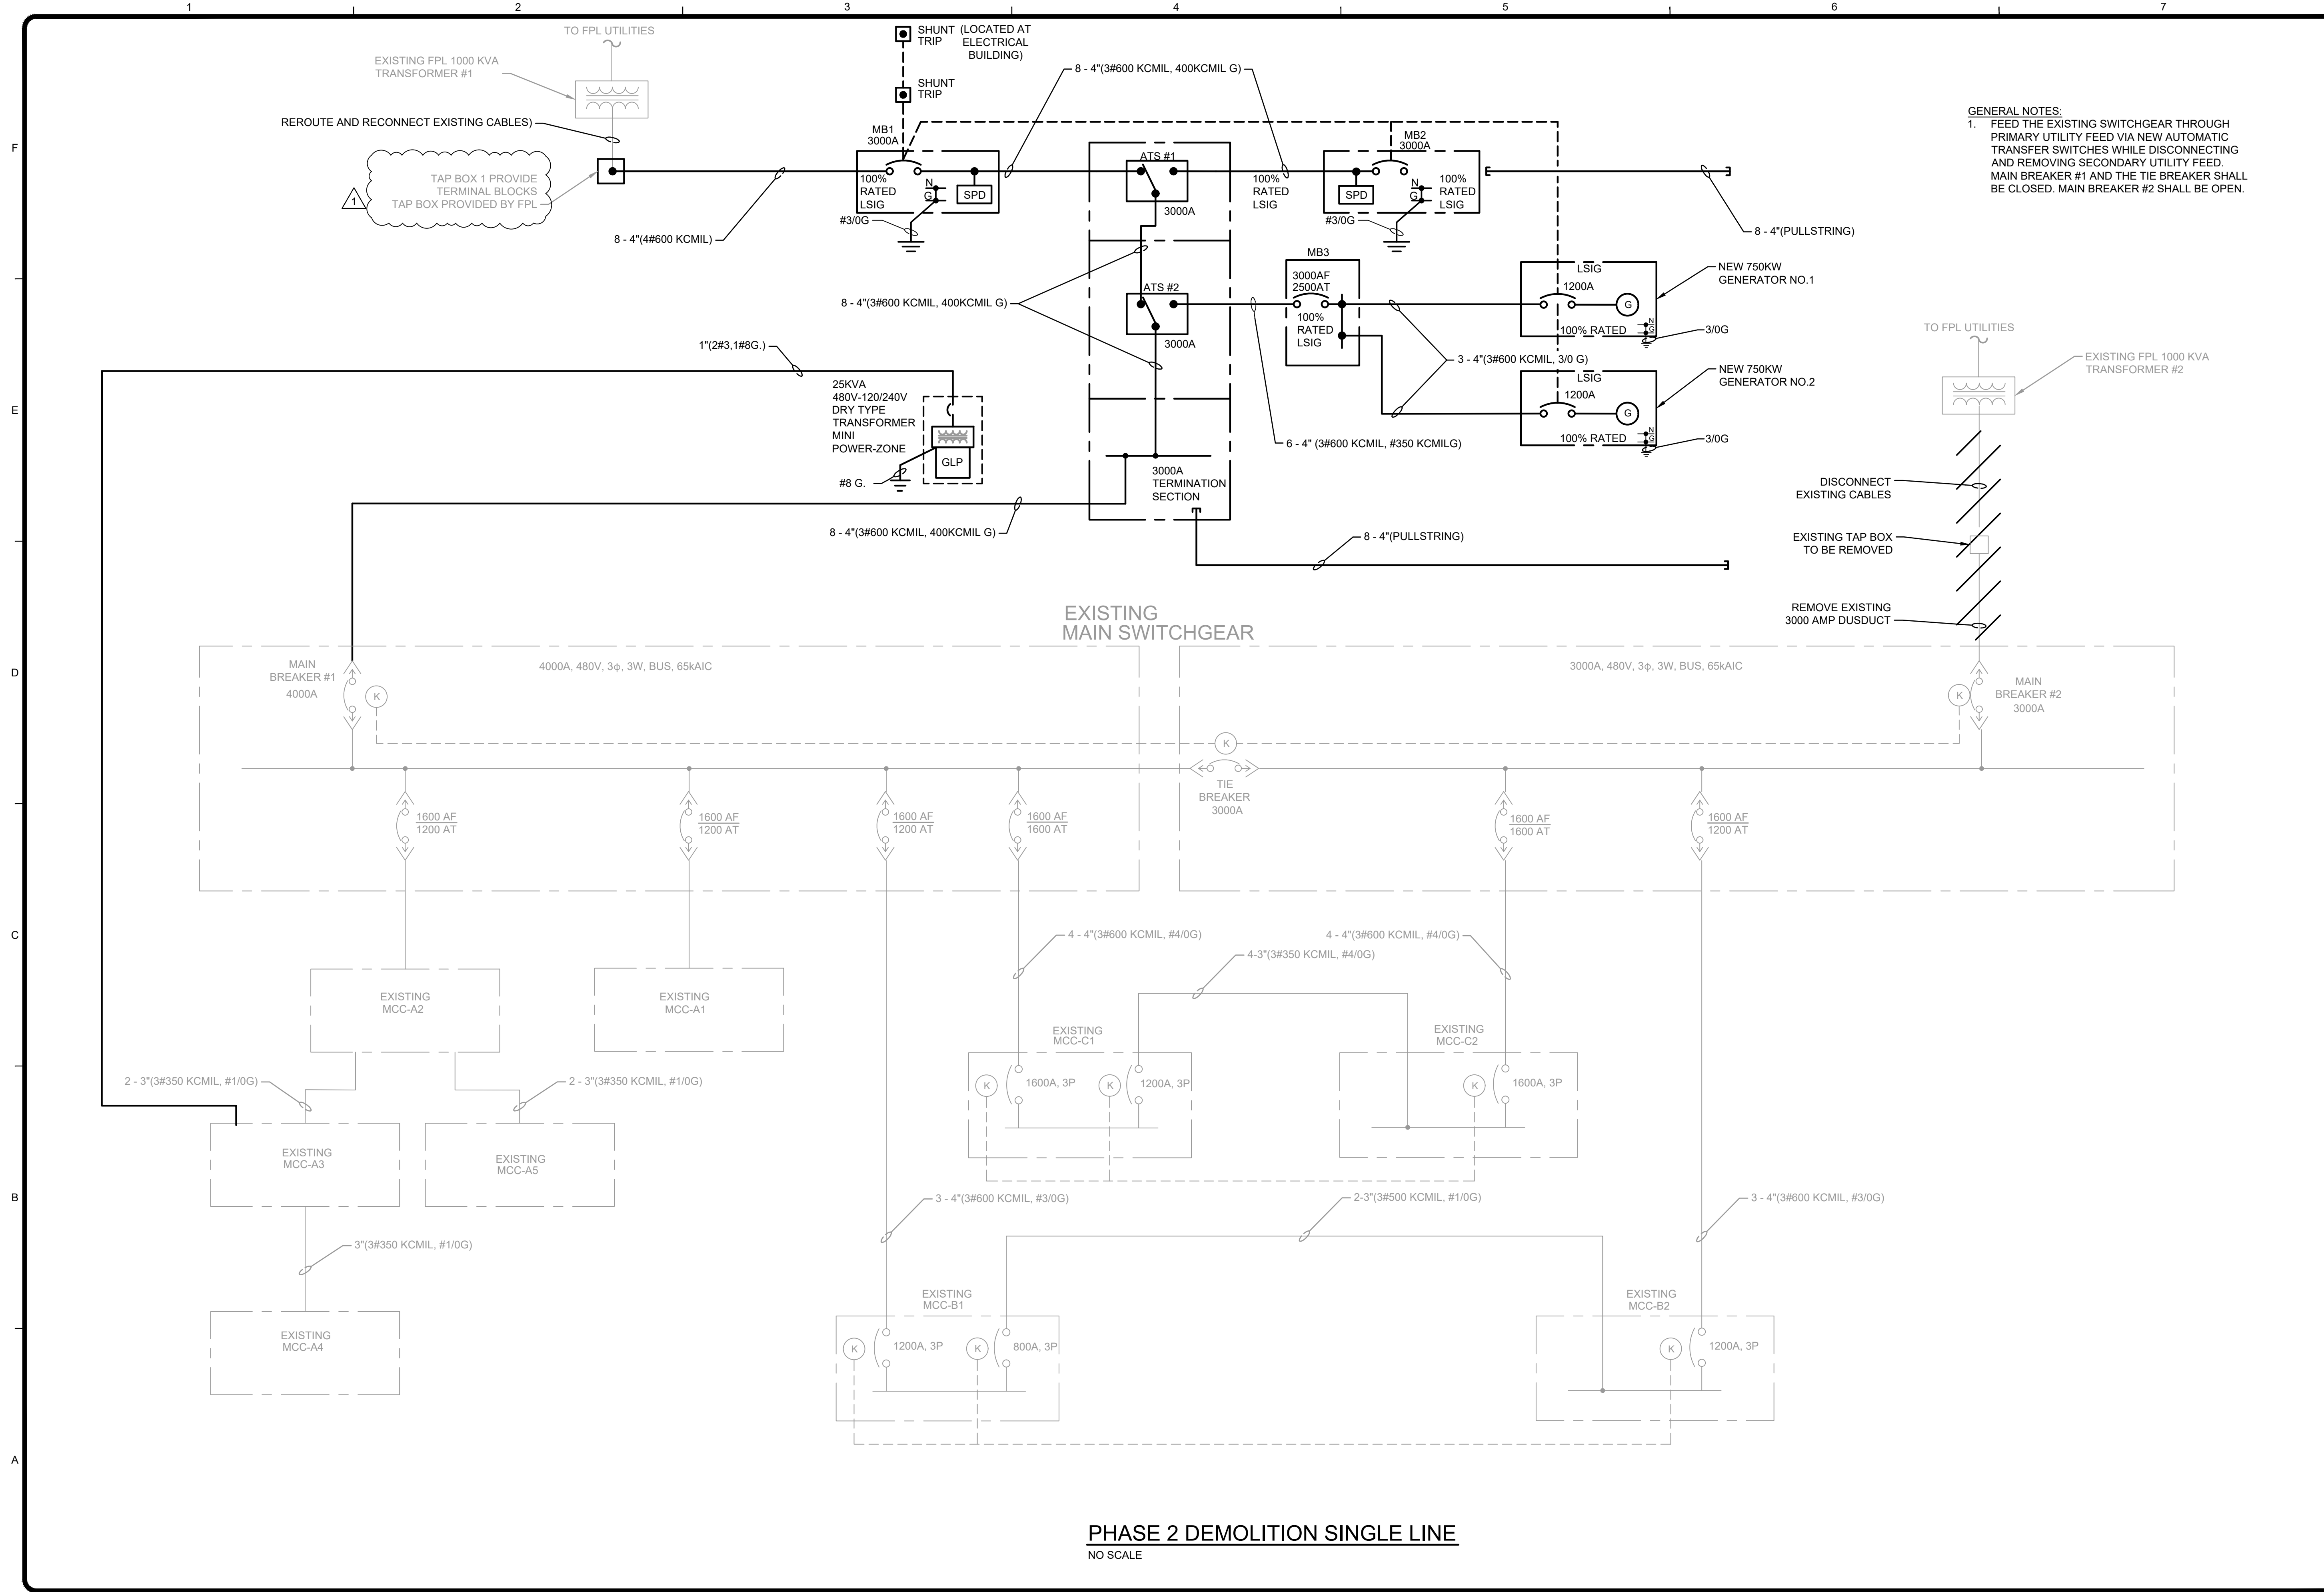 1 2 3 4 5 6 7
F
E
D
C
B
A
TO FPL UTILITIES
EXISTING FPL 1000 KVA
TRANSFORMER #1
REROUTE AND RECONNECT EXISTING CABLES)
TAP BOX 1 PROVIDE
TERMINAL BLOCKS
TAP BOX PROVIDED BY FPL
1
8 - 4"(4#600 KCMIL)
SHUNT
TRIP
(LOCATED AT
ELECTRICAL
BUILDING)
SHUNT
TRIP
MB1
3000A
100%
RATED
LSIG
N
G
SPD
#3/0G
8 - 4"(3#600 KCMIL, 400KCMIL G)
ATS #1
3000A
100%
RATED
LSIG
MB2
3000A
SPD
N
G
100%
RATED
LSIG
#3/0G
8 - 4"(PULLSTRING)
GENERAL NOTES:
1. FEED THE EXISTING SWITCHGEAR THROUGH
PRIMARY UTILITY FEED VIA NEW AUTOMATIC
TRANSFER SWITCHES WHILE DISCONNECTING
AND REMOVING SECONDARY UTILITY FEED.
MAIN BREAKER #1 AND THE TIE BREAKER SHALL
BE CLOSED. MAIN BREAKER #2 SHALL BE OPEN.
8 - 4"(3#600 KCMIL, 400KCMIL G)
ATS #2
3000A
MB3
3000AF
2500AT
100%
RATED
LSIG
LSIG
1200A
G
100% RATED
N
G
3/0G
NEW 750KW
GENERATOR NO.1
3 - 4"(3#600 KCMIL, 3/0 G)
LSIG
1200A
G
100% RATED
N
G
3/0G
NEW 750KW
GENERATOR NO.2
6 - 4" (3#600 KCMIL, #350 KCMILG)
1"(2#3,1#8G.)
25KVA
480V-120/240V
DRY TYPE
TRANSFORMER
MINI
POWER-ZONE
GLP
#8 G.
3000A
TERMINATION
SECTION
8 - 4"(3#600 KCMIL, 400KCMIL G)
8 - 4"(PULLSTRING)
TO FPL UTILITIES
EXISTING FPL 1000 KVA
TRANSFORMER #2
DISCONNECT
EXISTING CABLES
EXISTING TAP BOX
TO BE REMOVED
REMOVE EXISTING
3000 AMP DUSDUCT
EXISTING
MAIN SWITCHGEAR
MAIN
BREAKER #1
4000A
K
4000A, 480V, 3ϕ, 3W, BUS, 65kAIC
3000A, 480V, 3ϕ, 3W, BUS, 65kAIC
K
MAIN
BREAKER #2
3000A
K
TIE
BREAKER
3000A
1600 AF
1200 AT
1600 AF
1200 AT
1600 AF
1200 AT
1600 AF
1600 AT
1600 AF
1600 AT
1600 AF
1200 AT
4 - 4"(3#600 KCMIL, #4/0G)
4 - 4"(3#600 KCMIL, #4/0G)
4-3"(3#350 KCMIL, #4/0G)
EXISTING
MCC-A2
EXISTING
MCC-A1
EXISTING
MCC-C1
K
1600A, 3P
K
1200A, 3P
EXISTING
MCC-C2
K
1600A, 3P
2 - 3"(3#350 KCMIL, #1/0G)
2 - 3"(3#350 KCMIL, #1/0G)
EXISTING
MCC-A3
EXISTING
MCC-A5
3 - 4"(3#600 KCMIL, #3/0G)
2-3"(3#500 KCMIL, #1/0G)
3 - 4"(3#600 KCMIL, #3/0G)
3"(3#350 KCMIL, #1/0G)
EXISTING
MCC-A4
EXISTING
MCC-B1
K
1200A, 3P
K
800A, 3P
EXISTING
MCC-B2
K
1200A, 3P
PHASE 2 DEMOLITION SINGLE LINE
NO SCALE